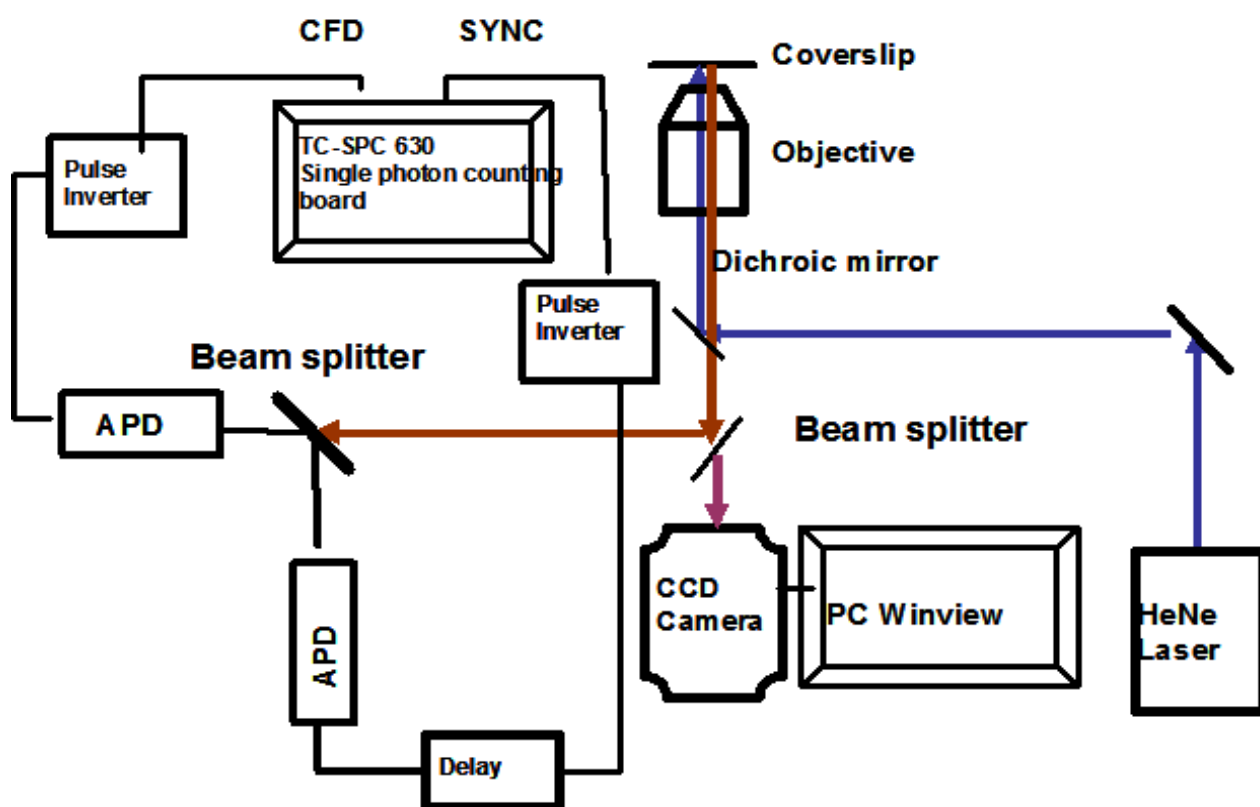 CFD
SYNC
Coverslip
TC-SPC 630
Single photon counting
board
Pulse
Inverter
Objective
Dichroic mirror
Pulse
Inverter
Beam splitter
APD
Beam splitter
CCD
Camera
PC Winview
HeNe
Laser
APD
Delay